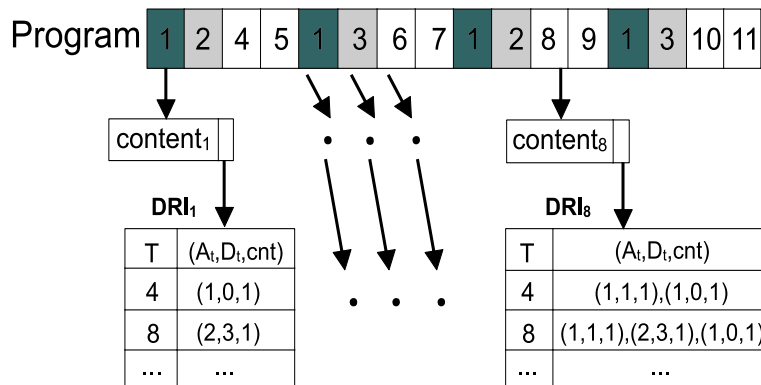 Program 1 2 4 5 1 3 6 7 1 2 8 9 1 3 10 11
content₁ content₈
DRI₁ DRI₈
T (Aₜ,Dₜ,cnt) T (Aₜ,Dₜ,cnt)
4 (1,0,1) 4 (1,1,1),(1,0,1)
8 (2,3,1) 8 (1,1,1),(2,3,1),(1,0,1)
... ... ... ...